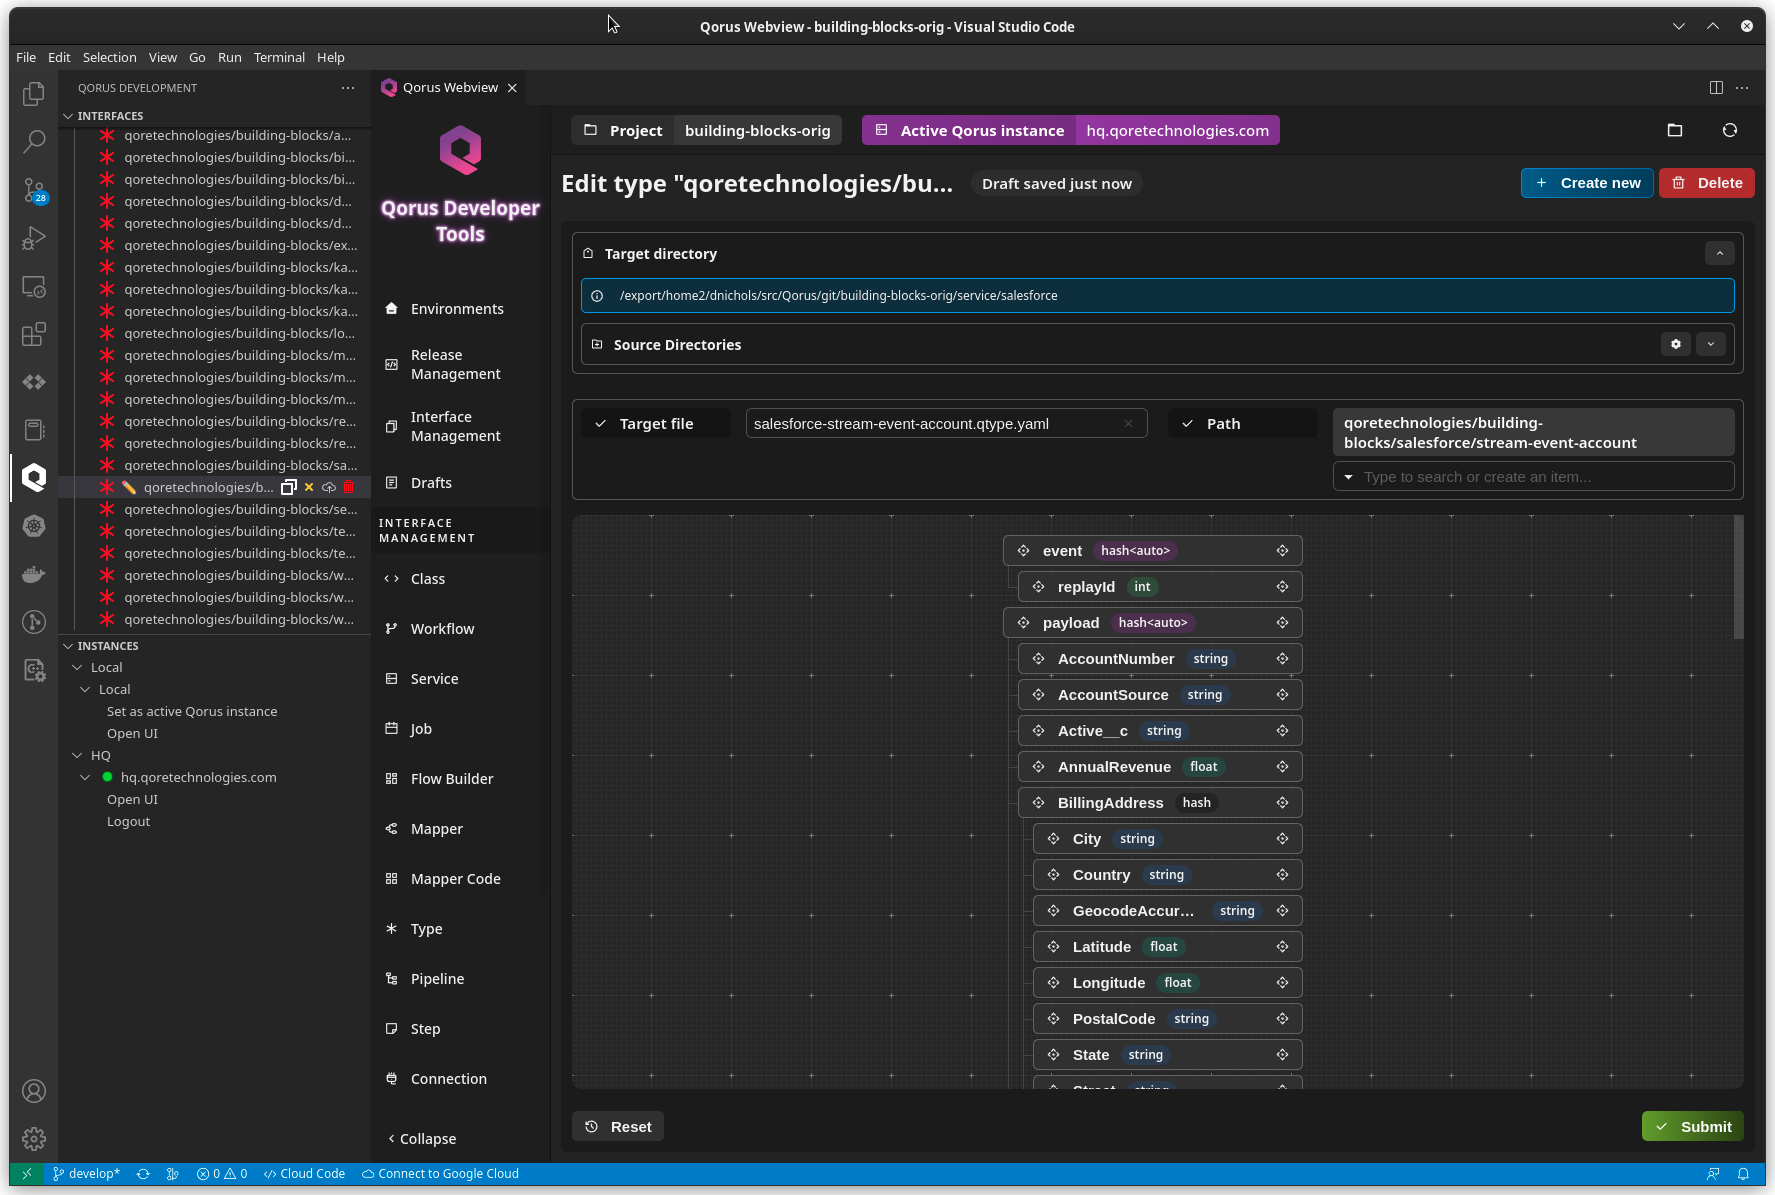 Qorus Webview - building-blocks-orig - Visual Studio Code
File Edit Selection View Go Run Terminal Help
QORUS DEVELOPMENT
INTERFACES
qoretechnologies/building-blocks/a...
qoretechnologies/building-blocks/bi...
qoretechnologies/building-blocks/bi...
qoretechnologies/building-blocks/d...
qoretechnologies/building-blocks/d...
qoretechnologies/building-blocks/ex...
qoretechnologies/building-blocks/ka...
qoretechnologies/building-blocks/ka...
qoretechnologies/building-blocks/ka...
qoretechnologies/building-blocks/lo...
qoretechnologies/building-blocks/m...
qoretechnologies/building-blocks/m...
qoretechnologies/building-blocks/m...
qoretechnologies/building-blocks/re...
qoretechnologies/building-blocks/re...
qoretechnologies/building-blocks/sa...
qoretechnologies/b...
qoretechnologies/building-blocks/se...
qoretechnologies/building-blocks/te...
qoretechnologies/building-blocks/te...
qoretechnologies/building-blocks/w...
qoretechnologies/building-blocks/w...
qoretechnologies/building-blocks/w...
28
INSTANCES
Local
Local
Set as active Qorus instance
Open UI
HQ
hq.qoretechnologies.com
Open UI
Logout
Qorus Webview
Qorus Developer
Tools
Environments
Release
Management
Interface
Management
Drafts
INTERFACE
MANAGEMENT
Class
Workflow
Service
Job
Flow Builder
Mapper
Mapper Code
Type
Pipeline
Step
Connection
Collapse
Project building-blocks-orig Active Qorus instance hq.qoretechnologies.com
Edit type "qoretechnologies/bu... Draft saved just now Create new Delete
Target directory
/export/home2/dnichols/src/Qorus/git/building-blocks-orig/service/salesforce
Source Directories
Target file salesforce-stream-event-account.qtype.yaml Path
qoretechnologies/building-
blocks/salesforce/stream-event-account
Type to search or create an item...
event hash<auto>
replayId int
payload hash<auto>
AccountNumber string
AccountSource string
Active__c string
AnnualRevenue float
BillingAddress hash
City string
Country string
GeocodeAccur... string
Latitude float
Longitude float
PostalCode string
State string
Street string
Reset Submit
develop* 0 0 Cloud Code Connect to Google Cloud